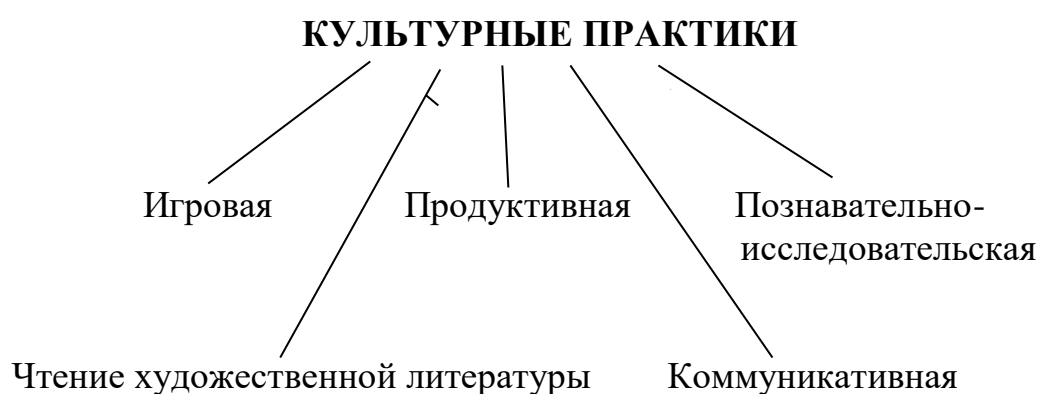 КУЛЬТУРНЫЕ ПРАКТИКИ
Игровая
Продуктивная
Познавательно-
исследовательская
Чтение художественной литературы
Коммуникативная